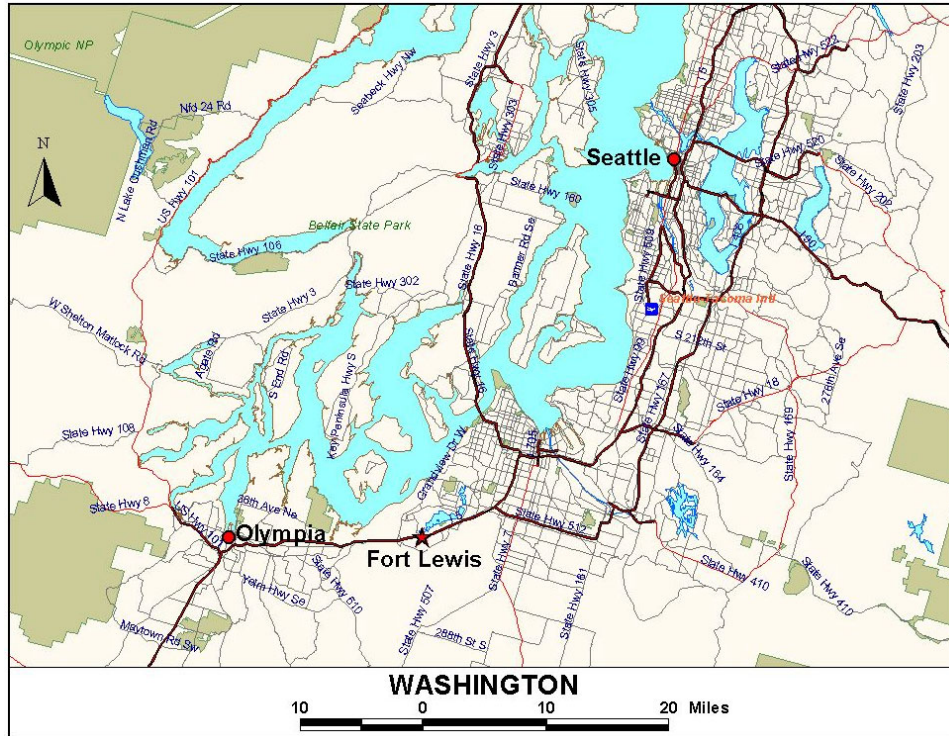 Olympic NP
Nfd 24 Rd
N Lake Cushman Rd
US Hwy 101
Seabeck Hwy Nw
State Hwy 3
State Hwy 303
State Hwy 305
5
State Hwy 522
State Hwy 203
Seattle
State Hwy 520
State Hwy 202
State Hwy 160
N
Belfair State Park
State Hwy 106
State Hwy 16
Banner Rd Se
State Hwy 509
I-405
I-90
State Hwy 302
State Hwy 3
Seattle-Tacoma Intl
W Shelton Matlock Rd
Agate Rd
S End Rd
Key Peninsula Hwy S
State Hwy 16
State Hwy 99
S 212th St
State Hwy 167
State Hwy 18
276th Ave Se
State Hwy 169
State Hwy 108
Grandview Dr W
I-705
State Hwy 164
State Hwy 8
US Hwy 101
36th Ave Ne
Olympia
5
Fort Lewis
State Hwy 512
State Hwy 7
State Hwy 410
State Hwy 410
Yelm Hwy Se
State Hwy 510
State Hwy 507
State Hwy 161
Maytown Rd Sw
288th St S
WASHINGTON
10 0 10 20 Miles